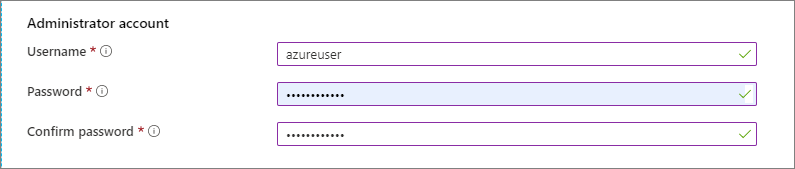 Administrator account
Username * ⓘ azureuser
Password * ⓘ ••••••••••••
Confirm password * ⓘ ••••••••••••